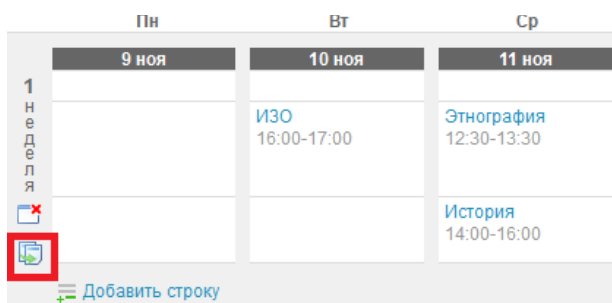 Пн Вт Ср
9 ноя 10 ноя 11 ноя
1
неделя
ИЗО
16:00-17:00
Этнография
12:30-13:30
История
14:00-16:00
Добавить строку